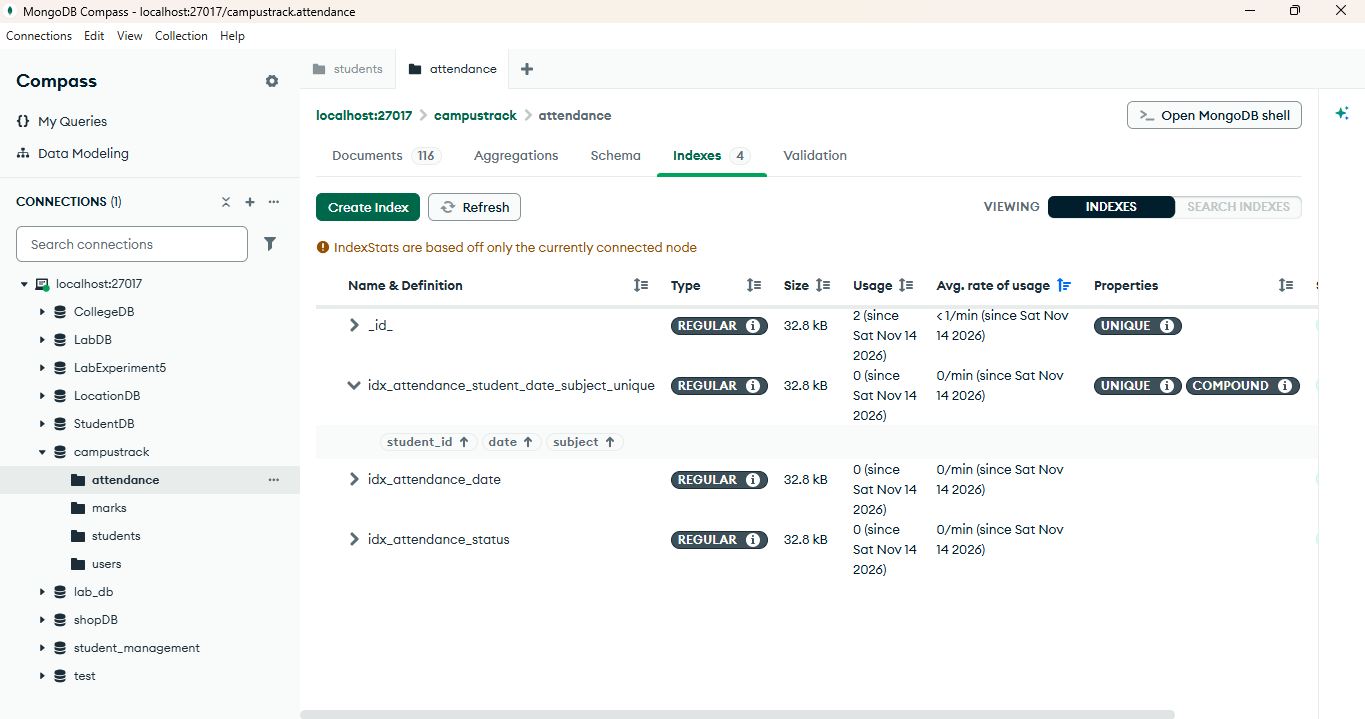 MongoDB Compass - localhost:27017/campustrack.attendance
Connections Edit View Collection Help
Compass
My Queries
Data Modeling
CONNECTIONS (1)
Search connections
localhost:27017
CollegeDB
LabDB
LabExperiment5
LocationDB
StudentDB
campustrack
attendance
marks
students
users
lab_db
shopDB
student_management
test
students attendance
localhost:27017 campustrack attendance
Open MongoDB shell
Documents 116 Aggregations Schema Indexes 4 Validation
Create Index Refresh
VIEWING INDEXES SEARCH INDEXES
IndexStats are based off only the currently connected node
Name & Definition Type Size Usage Avg. rate of usage Properties
_id_ REGULAR 32.8 kB 2 (since Sat Nov 14 2026) < 1/min (since Sat Nov 14 2026) UNIQUE
idx_attendance_student_date_subject_unique REGULAR 32.8 kB 0 (since Sat Nov 14 2026) 0/min (since Sat Nov 14 2026) UNIQUE COMPOUND
student_id date subject
idx_attendance_date REGULAR 32.8 kB 0 (since Sat Nov 14 2026) 0/min (since Sat Nov 14 2026)
idx_attendance_status REGULAR 32.8 kB 0 (since Sat Nov 14 2026) 0/min (since Sat Nov 14 2026)